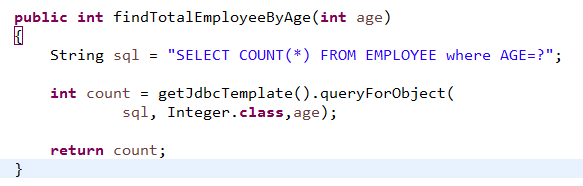 public int findTotalEmployeeByAge(int age)
{
String sql = "SELECT COUNT(*) FROM EMPLOYEE where AGE=?";
int count = getJdbcTemplate().queryForObject(
sql, Integer.class,age);
return count;
}